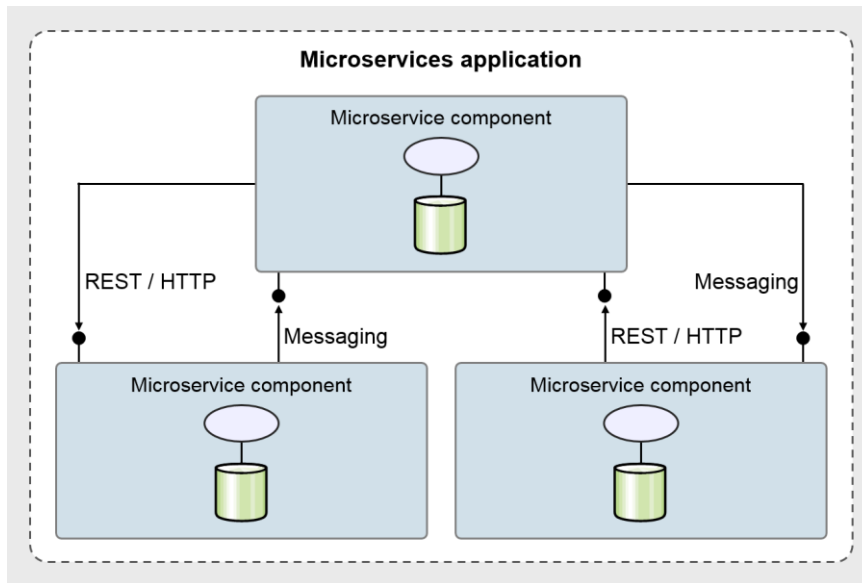 Microservices application
Microservice component
REST / HTTP
Messaging
Messaging
REST / HTTP
Microservice component
Microservice component